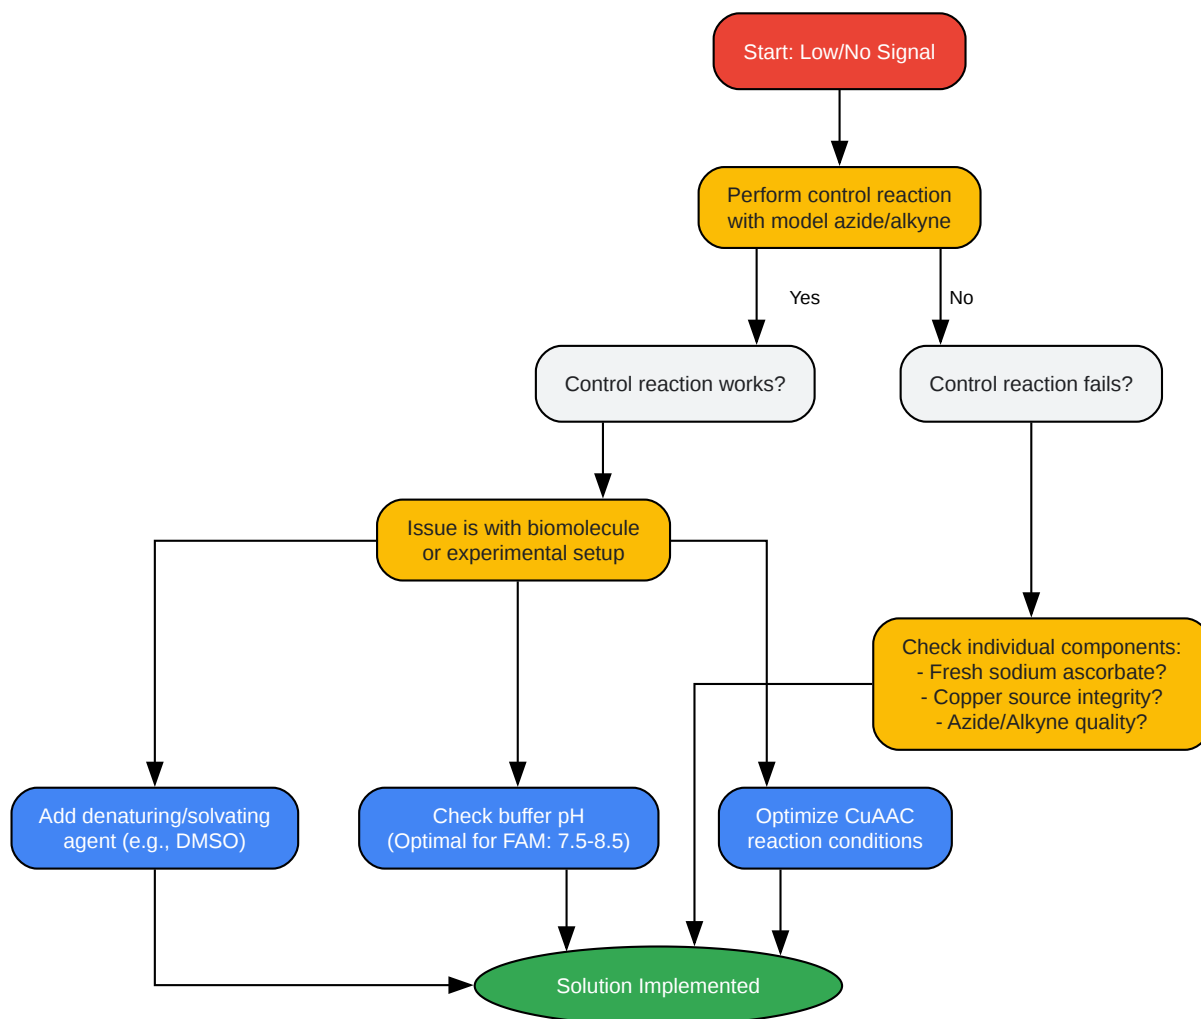 Start: Low/No Signal
Perform control reaction
with model azide/alkyne
Yes
No
Control reaction works?
Control reaction fails?
Issue is with biomolecule
or experimental setup
Check individual components:
- Fresh sodium ascorbate?
- Copper source integrity?
- Azide/Alkyne quality?
Add denaturing/solvating
agent (e.g., DMSO)
Check buffer pH
(Optimal for FAM: 7.5-8.5)
Optimize CuAAC
reaction conditions
Solution Implemented